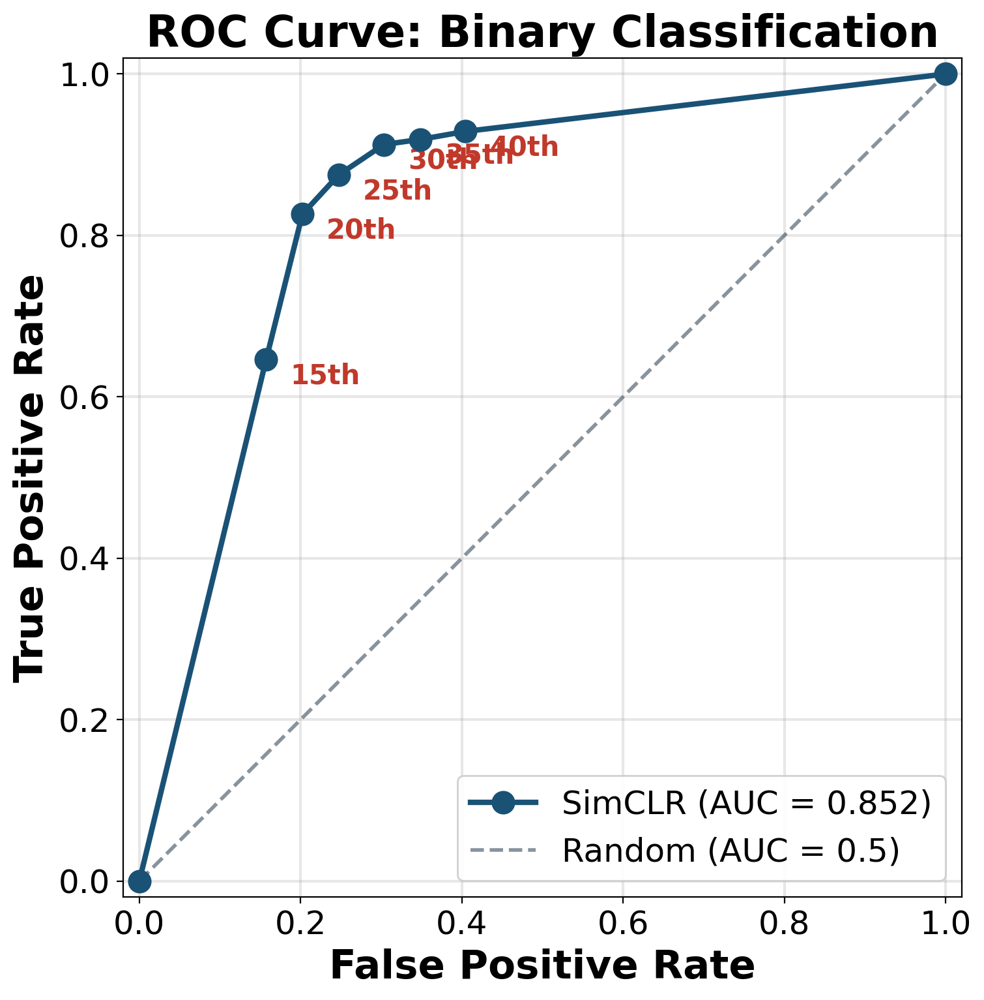 ROC Curve: Binary Classification
True Positive Rate
1.0
0.8
0.6
0.4
0.2
0.0
40th
35th
30th
25th
20th
15th
SimCLR (AUC = 0.852)
Random (AUC = 0.5)
0.0 0.2 0.4 0.6 0.8 1.0
False Positive Rate